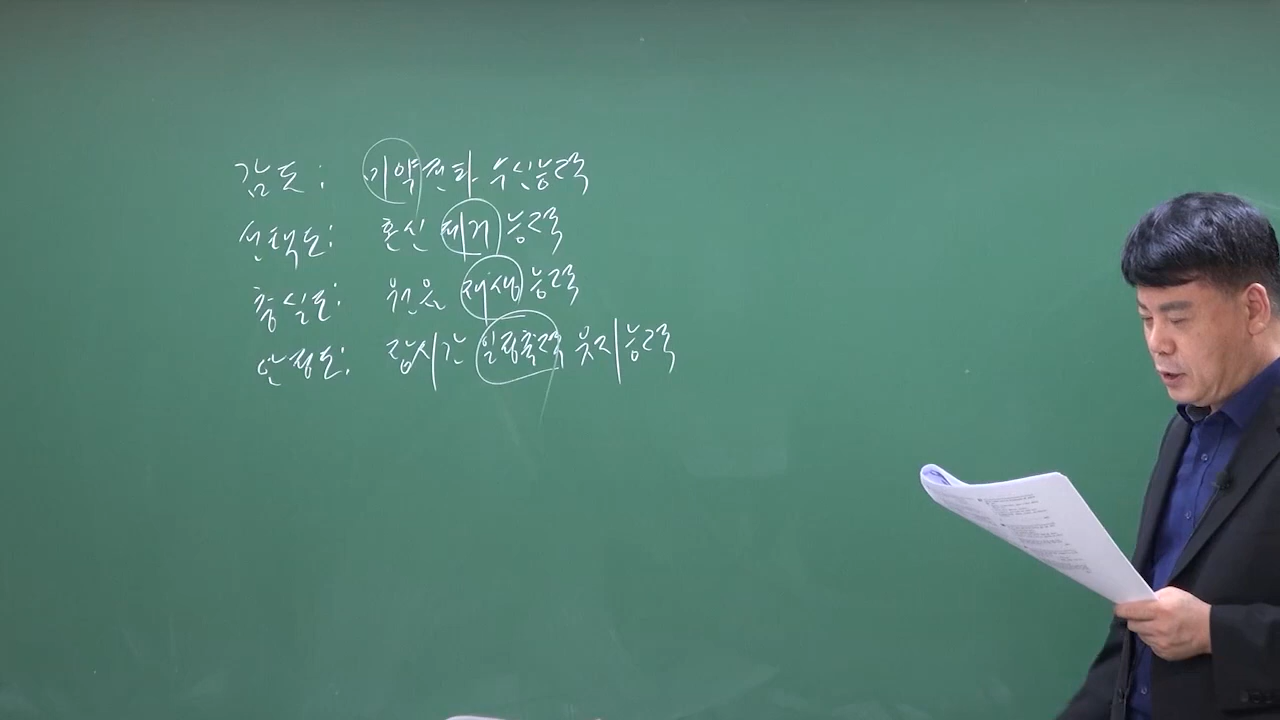 감도: 미약전파 수신능력
선택도: 혼신 제거 능력
충실도: 원음 재생 능력
안정도: 장시간 일정출력 유지능력